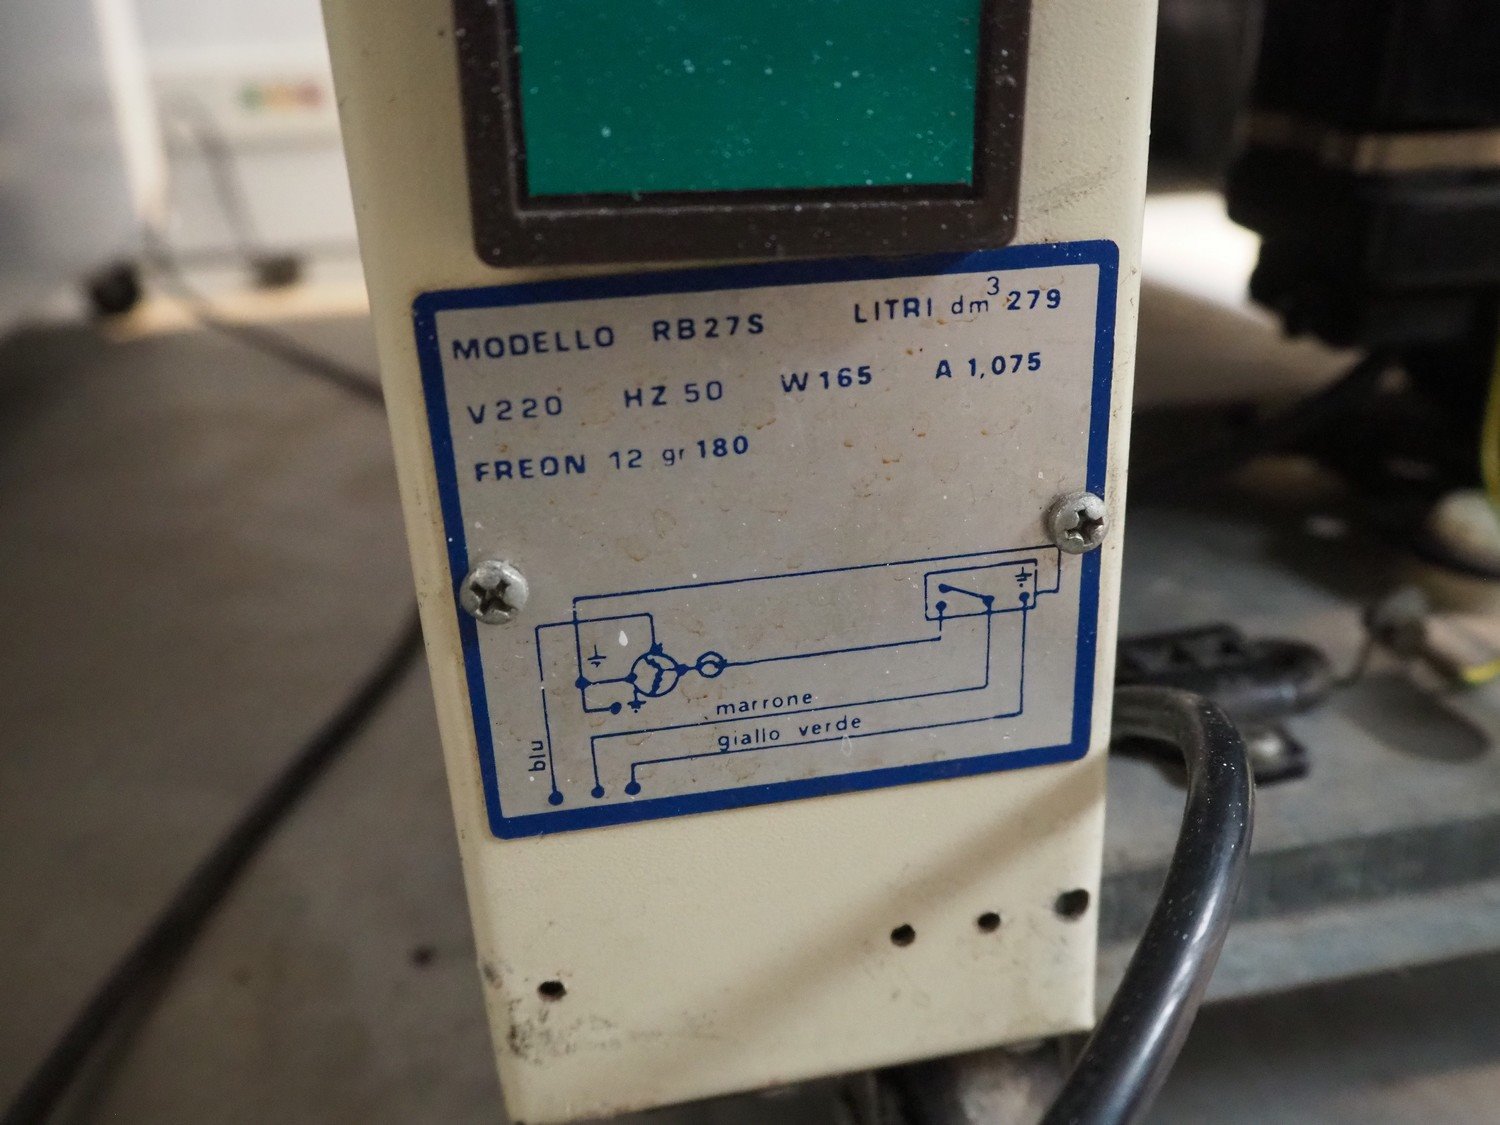 MODELLO RB27S LITRI dm³ 279
V220 HZ 50 W165 A 1,075
FREON 12 gr 180
marrone
giallo verde
blu